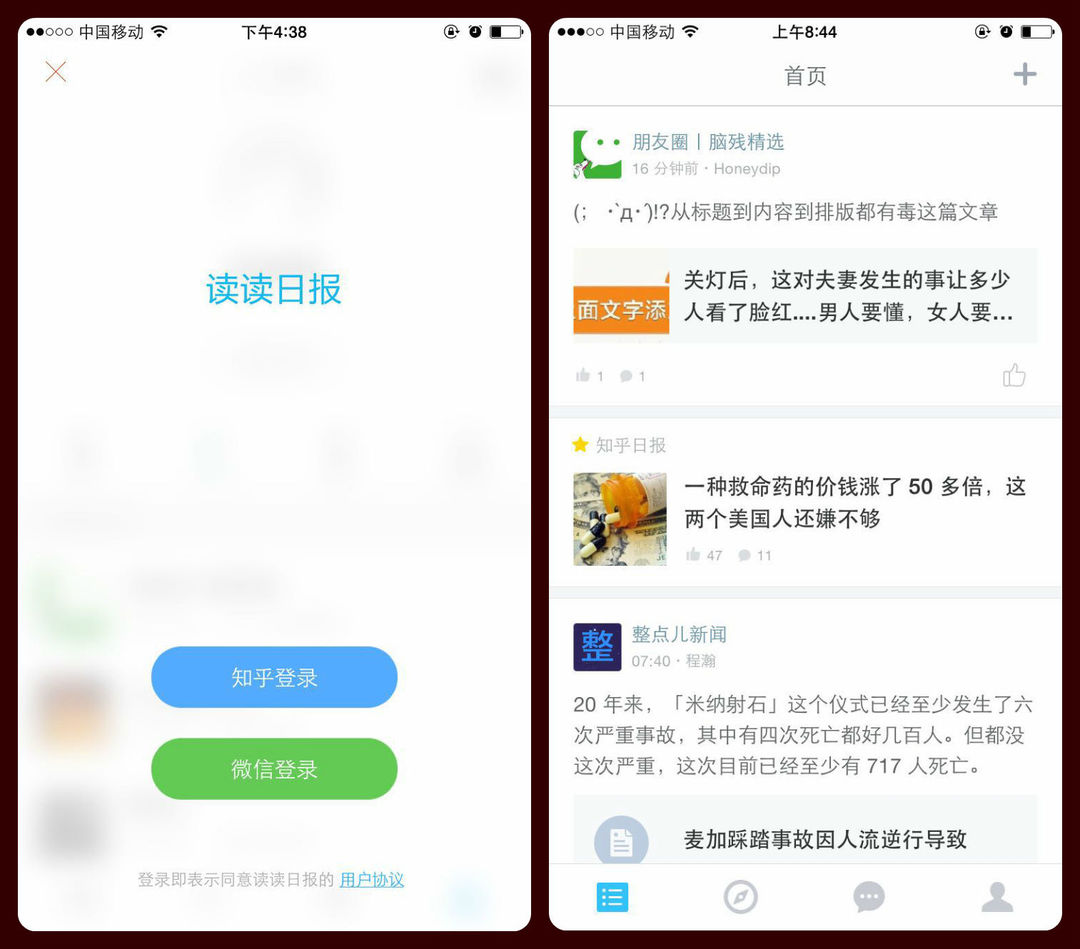 中国移动
下午4:38
读读日报
知乎登录
微信登录
登录即表示同意读读日报的 用户协议
中国移动
上午8:44
首页
朋友圈丨脑残精选
16 分钟前 · Honeydip
(; ･`д･´)!?从标题到内容到排版都有毒这篇文章
面文字添
关灯后，这对夫妻发生的事让多少
人看了脸红....男人要懂，女人要...
1 1
知乎日报
一种救命药的价钱涨了 50 多倍，这
两个美国人还嫌不够
47 11
整
整点儿新闻
07:40 · 程瀚
20 年来，「米纳射石」这个仪式已经至少发生了六
次严重事故，其中有四次死亡都好几百人。但都没
这次严重，这次目前已经至少有 717 人死亡。
麦加踩踏事故因人流逆行导致